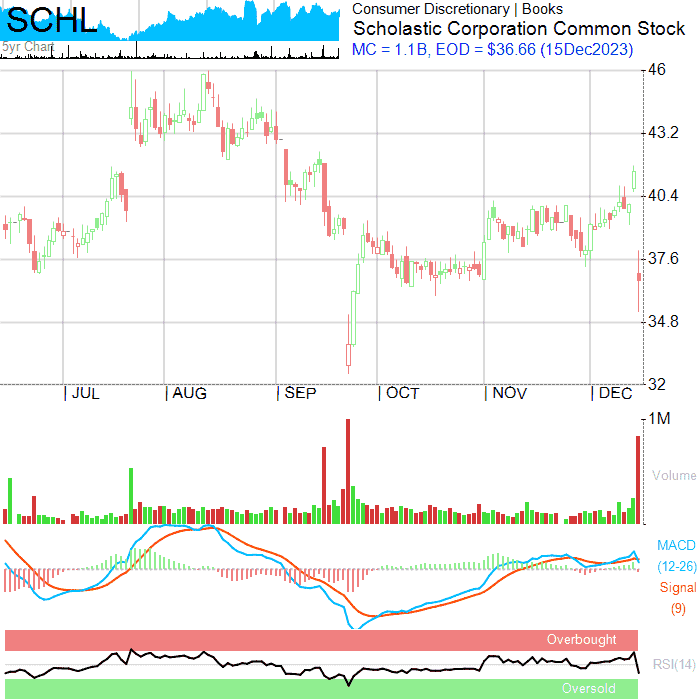 SCHL
5yr Chart
Consumer Discretionary | Books
Scholastic Corporation Common Stock
MC = 1.1B, EOD = $36.66 (15Dec2023)
46
43.2
40.4
37.6
34.8
32
| JUL | AUG | SEP | OCT | NOV | DEC
1M
Volume
MACD
(12-26)
Signal
(9)
Overbought
RSI(14)
Oversold